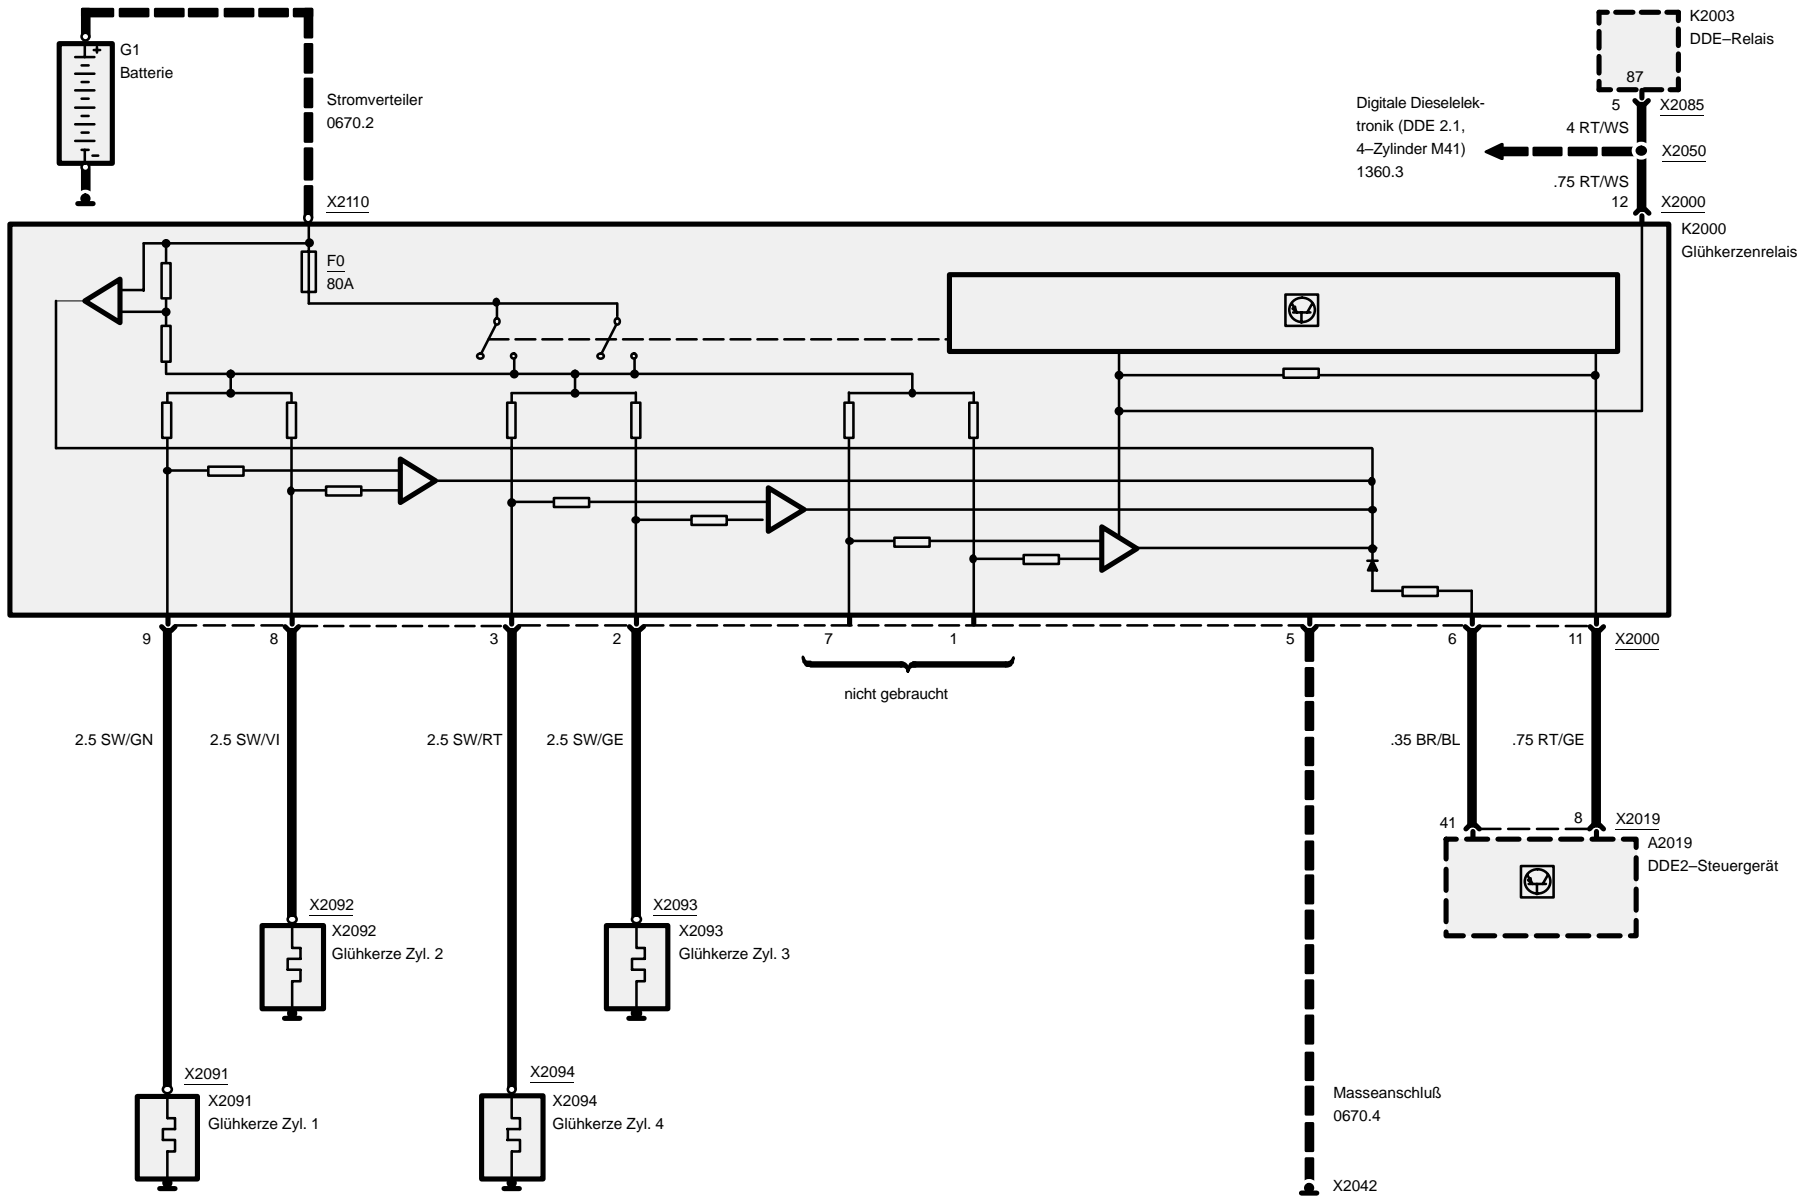 G1
Batterie
Stromverteiler
0670.2
X2110
K2003
DDE–Relais
87
5
X2085
4 RT/WS
Digitale Dieselelek-
tronik (DDE 2.1,
4–Zylinder M41)
1360.3
X2050
.75 RT/WS
12
X2000
K2000
Glühkerzenrelais
F0
80A
9
8
3
2
7
1
5
6
11
X2000
nicht gebraucht
2.5 SW/GN
2.5 SW/VI
2.5 SW/RT
2.5 SW/GE
.35 BR/BL
.75 RT/GE
41
8
X2019
A2019
DDE2–Steuergerät
X2092
X2092
Glühkerze Zyl. 2
X2093
X2093
Glühkerze Zyl. 3
X2091
X2091
Glühkerze Zyl. 1
X2094
X2094
Glühkerze Zyl. 4
Masseanschluß
0670.4
X2042